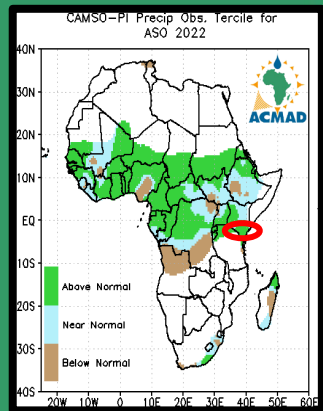 CAMSO-PI Precip Obs. Tercile for
ASO 2022
ACMAD
40N
30N
20N
10N
EQ
10S
20S
30S
40S
Above Normal
Near Normal
Below Normal
20W 10W 0 10E 20E 30E 40E 50E 60E